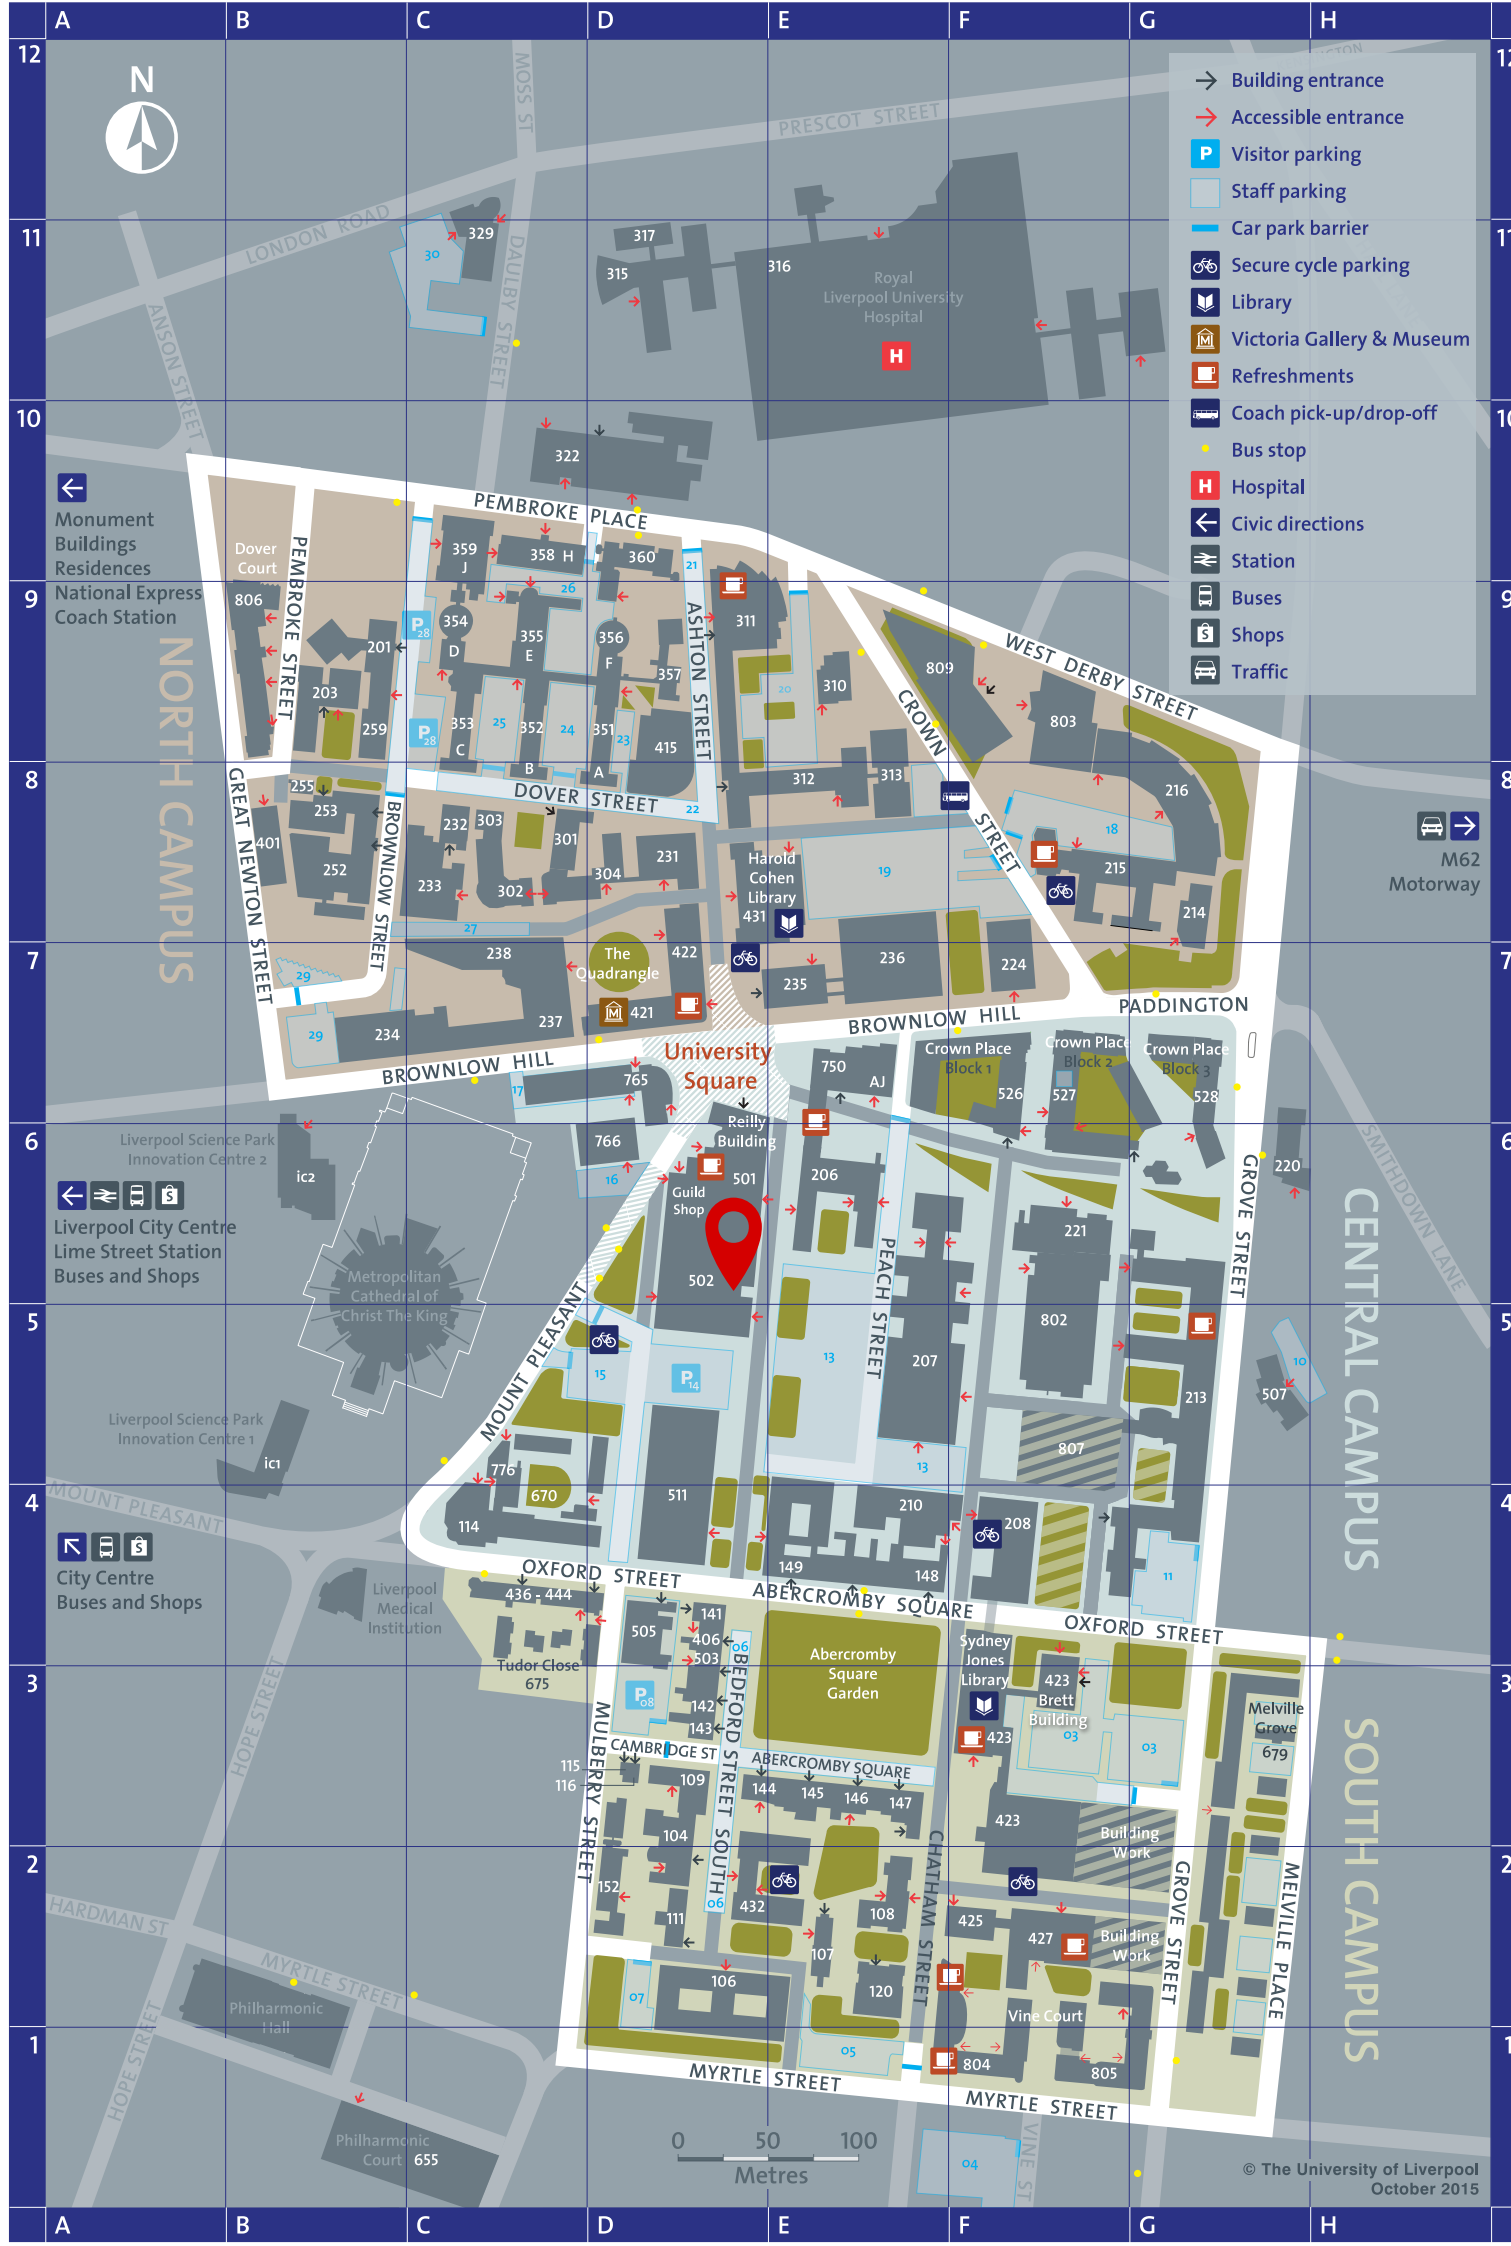 A B C D E F G H
12
N
MOSS ST
PRESCOT STREET
Building entrance
Accessible entrance
P Visitor parking
Staff parking
Car park barrier
Secure cycle parking
Library
M Victoria Gallery & Museum
Refreshments
Coach pick-up/drop-off
Bus stop
H Hospital
Civic directions
Station
Buses
S Shops
Traffic
11
LONDON ROAD
329
30
DAULBY STREET
317
315
316
Royal
Liverpool University
Hospital
H
ANSON STREET
10
322
PEMBROKE PLACE
Monument
Buildings
Residences
National Express
Coach Station
Dover
Court
PEMBROKE STREET
359
J
358 H
360
21
26
9
806
P28
354
D
355
E
356
F
ASHTON STREET
311
357
201
203
259
P28
353
C
25
352
B
24
351
A
23
415
20
310
CROWN STREET
809
WEST DERBY STREET
803
NORTH CAMPUS
8
GREAT NEWTON STREET
255
253
401
252
BROWNLOW STREET
DOVER STREET
22
232
303
301
233
302
304
231
312
313
Harold
Cohen
Library
431
19
18
216
215
214
M62
Motorway
27
7
29
29
238
234
237
The
Quadrangle
422
M 421
235
236
224
PADDINGTON
BROWNLOW HILL
BROWNLOW HILL
University
Square
17
765
750
AJ
Crown Place
Block 1
Crown Place
Block 2
Crown Place
Block 3
526
527
528
6
Liverpool Science Park
Innovation Centre 2
ic2
766
16
Reilly
Building
501
Guild
Shop
206
502
221
GROVE STREET
220
SMITHDOWN LANE
Liverpool City Centre
Lime Street Station
Buses and Shops
Metropolitan
Cathedral of
Christ The King
PEACH STREET
CENTRAL CAMPUS
5
MOUNT PLEASANT
15
P14
13
207
802
213
10
507
Liverpool Science Park
Innovation Centre 1
ic1
807
13
776
670
4
MOUNT PLEASANT
114
511
210
208
149
148
11
City Centre
Buses and Shops
OXFORD STREET
ABERCROMBY SQUARE
OXFORD STREET
Liverpool
Medical
Institution
436 - 444
505
141
406
503
06
Tudor Close
675
3
HOPE STREET
P08
142
143
BEDFORD STREET SOUTH
Abercromby
Square
Garden
Sydney
Jones
Library
423
Brett
Building
03
03
423
Melville
Grove
679
CAMBRIDGE ST
ABERCROMBY SQUARE
MULBERRY STREET
115
116
109
144
145
146
147
104
423
Building
Work
SOUTH CAMPUS
2
HARDMAN ST
152
111
06
432
108
CHATHAM STREET
425
427
Building
Work
GROVE STREET
MELVILLE PLACE
107
MYRTLE STREET
Philharmonic
Hall
07
106
120
Vine Court
1
HOPE STREET
05
804
805
MYRTLE STREET
MYRTLE STREET
VINE ST
04
Philharmonic
Court 655
0 50 100
Metres
© The University of Liverpool
October 2015
A B C D E F G H